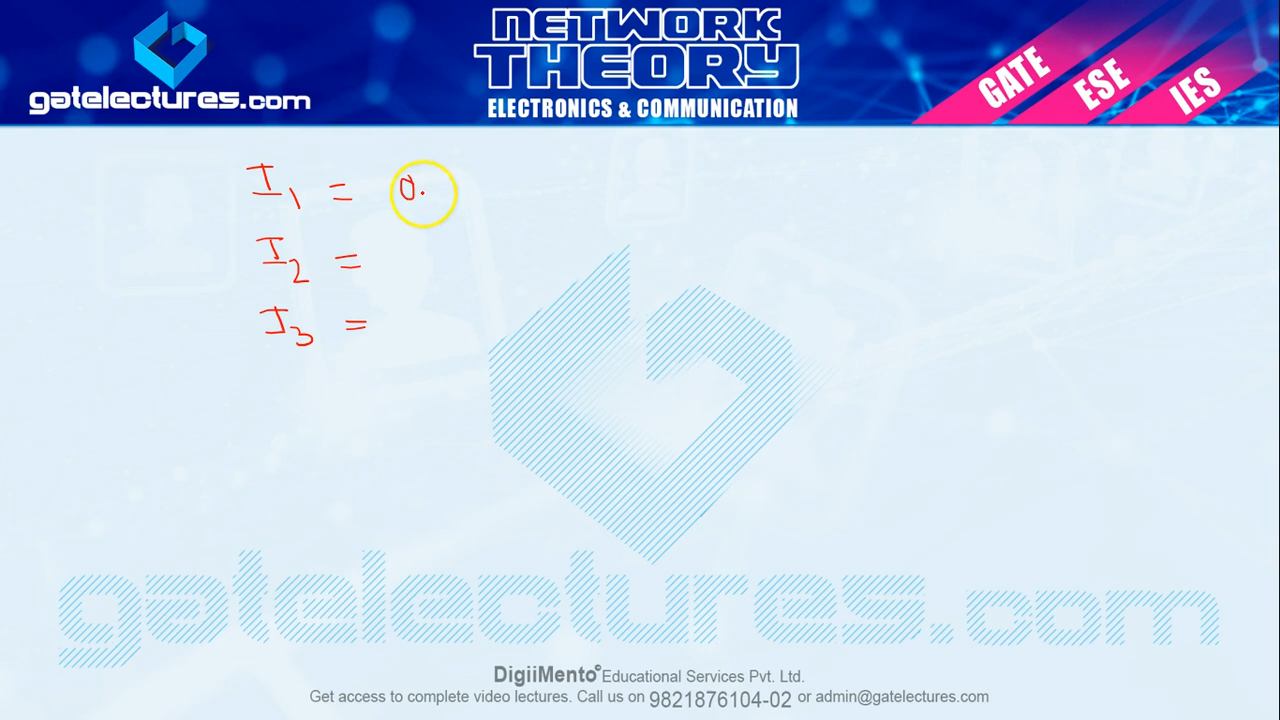 gatelectures.com
NETWORK
THEORY
ELECTRONICS & COMMUNICATION
GATE
ESE
IES
I1 = 0.
I2 =
I3 =
gatelectures.com
DigiiMento© Educational Services Pvt. Ltd.
Get access to complete video lectures. Call us on 9821876104-02 or admin@gatelectures.com